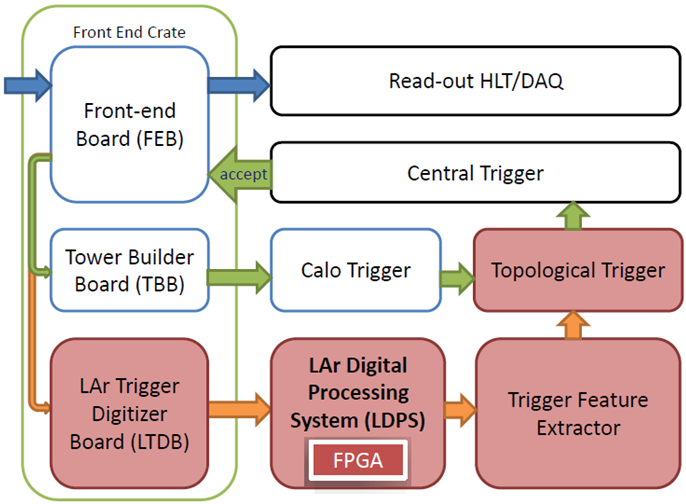 Front End Crate
Front-end
Board (FEB)
Read-out HLT/DAQ
accept
Central Trigger
Tower Builder
Board (TBB)
Calo Trigger
Topological Trigger
LAr Trigger
Digitizer
Board (LTDB)
LAr Digital
Processing
System (LDPS)
FPGA
Trigger Feature
Extractor